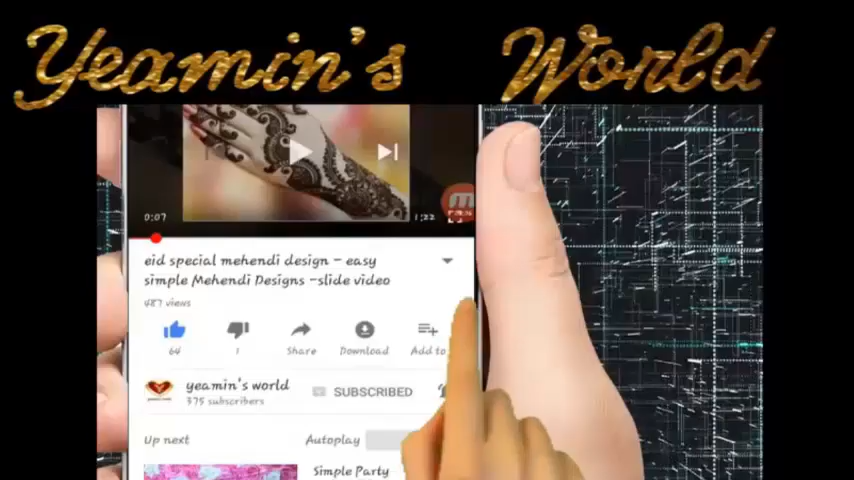 Yeamin's World
0:07
1:22
eid special mehendi design - easy
simple Mehendi Designs -slide video
487 views
64
1
Share
Download
Add to
yeamin's world
SUBSCRIBED
375 subscribers
Up next
Autoplay
Simple Party